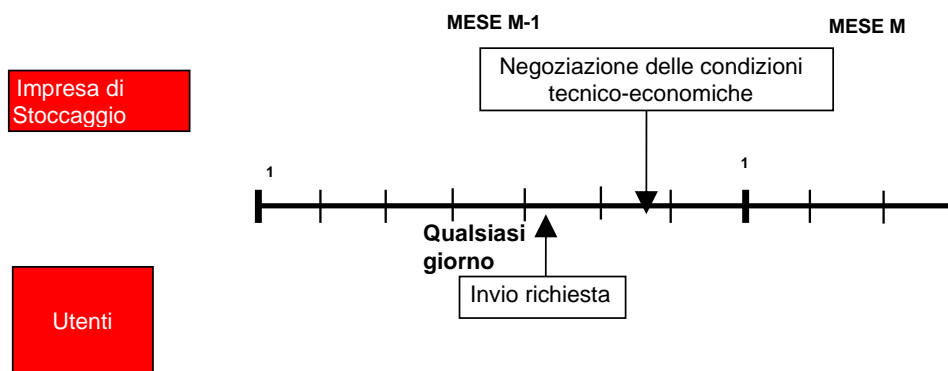 MESE M-1
MESE M
Negoziazione delle condizioni
tecnico-economiche
Impresa di
Stoccaggio
1
1
Qualsiasi
giorno
Invio richiesta
Utenti